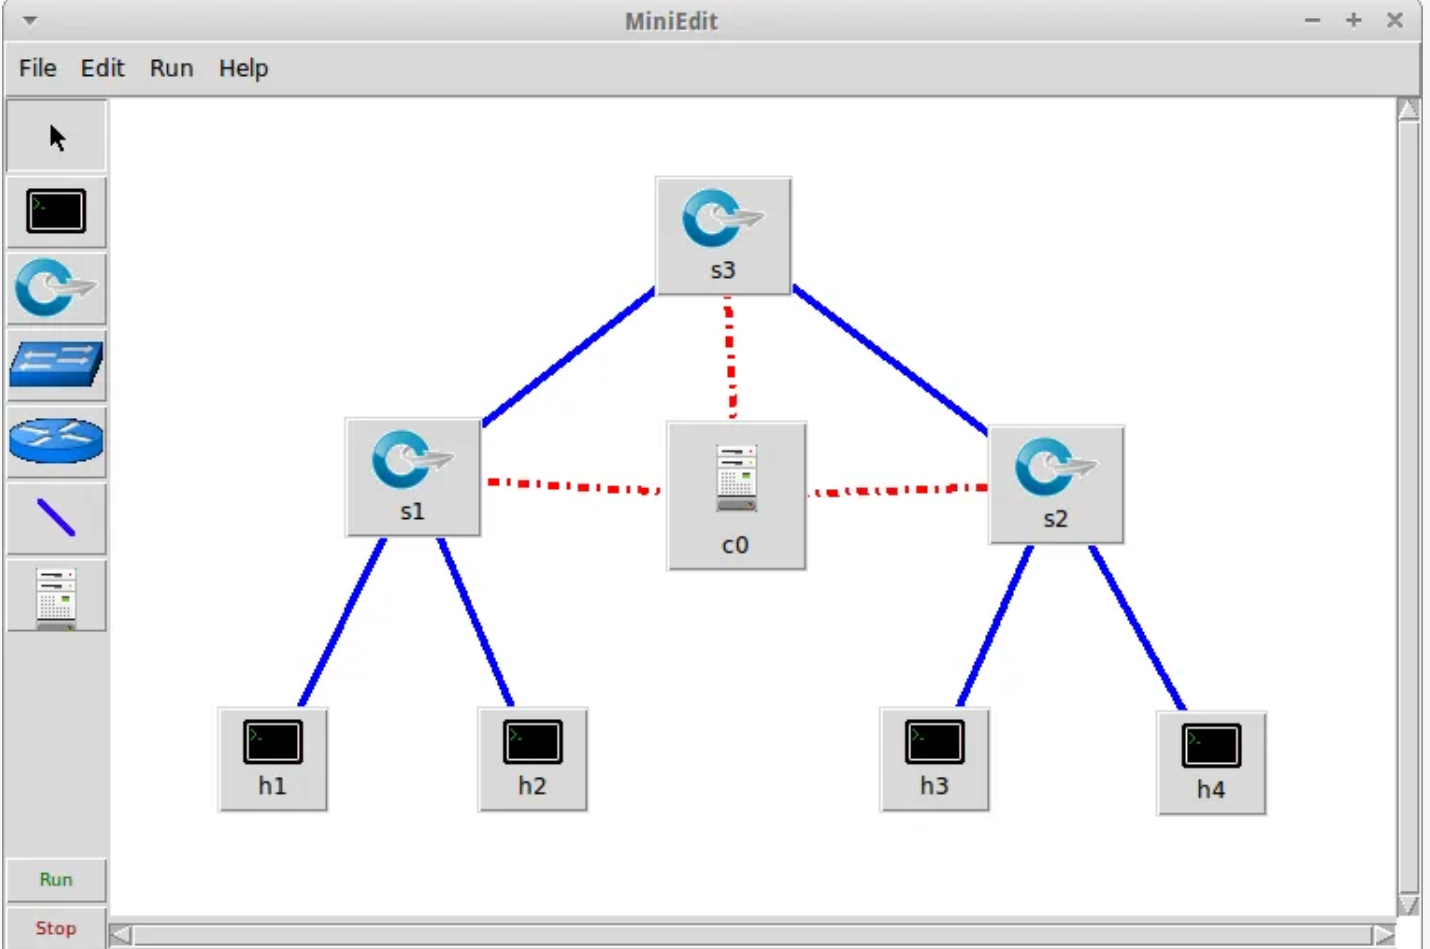 MiniEdit
File Edit Run Help
s3
s1
c0
s2
h1
h2
h3
h4
Run
Stop